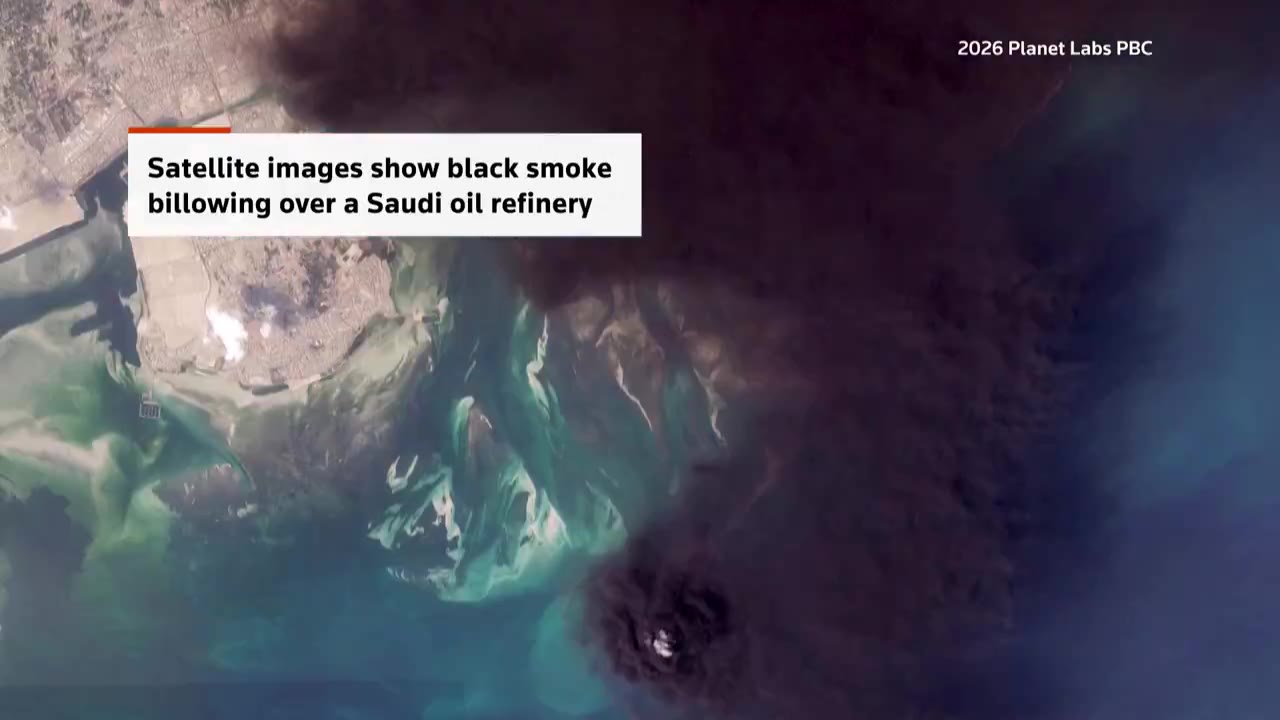 2026 Planet Labs PBC
Satellite images show black smoke
billowing over a Saudi oil refinery